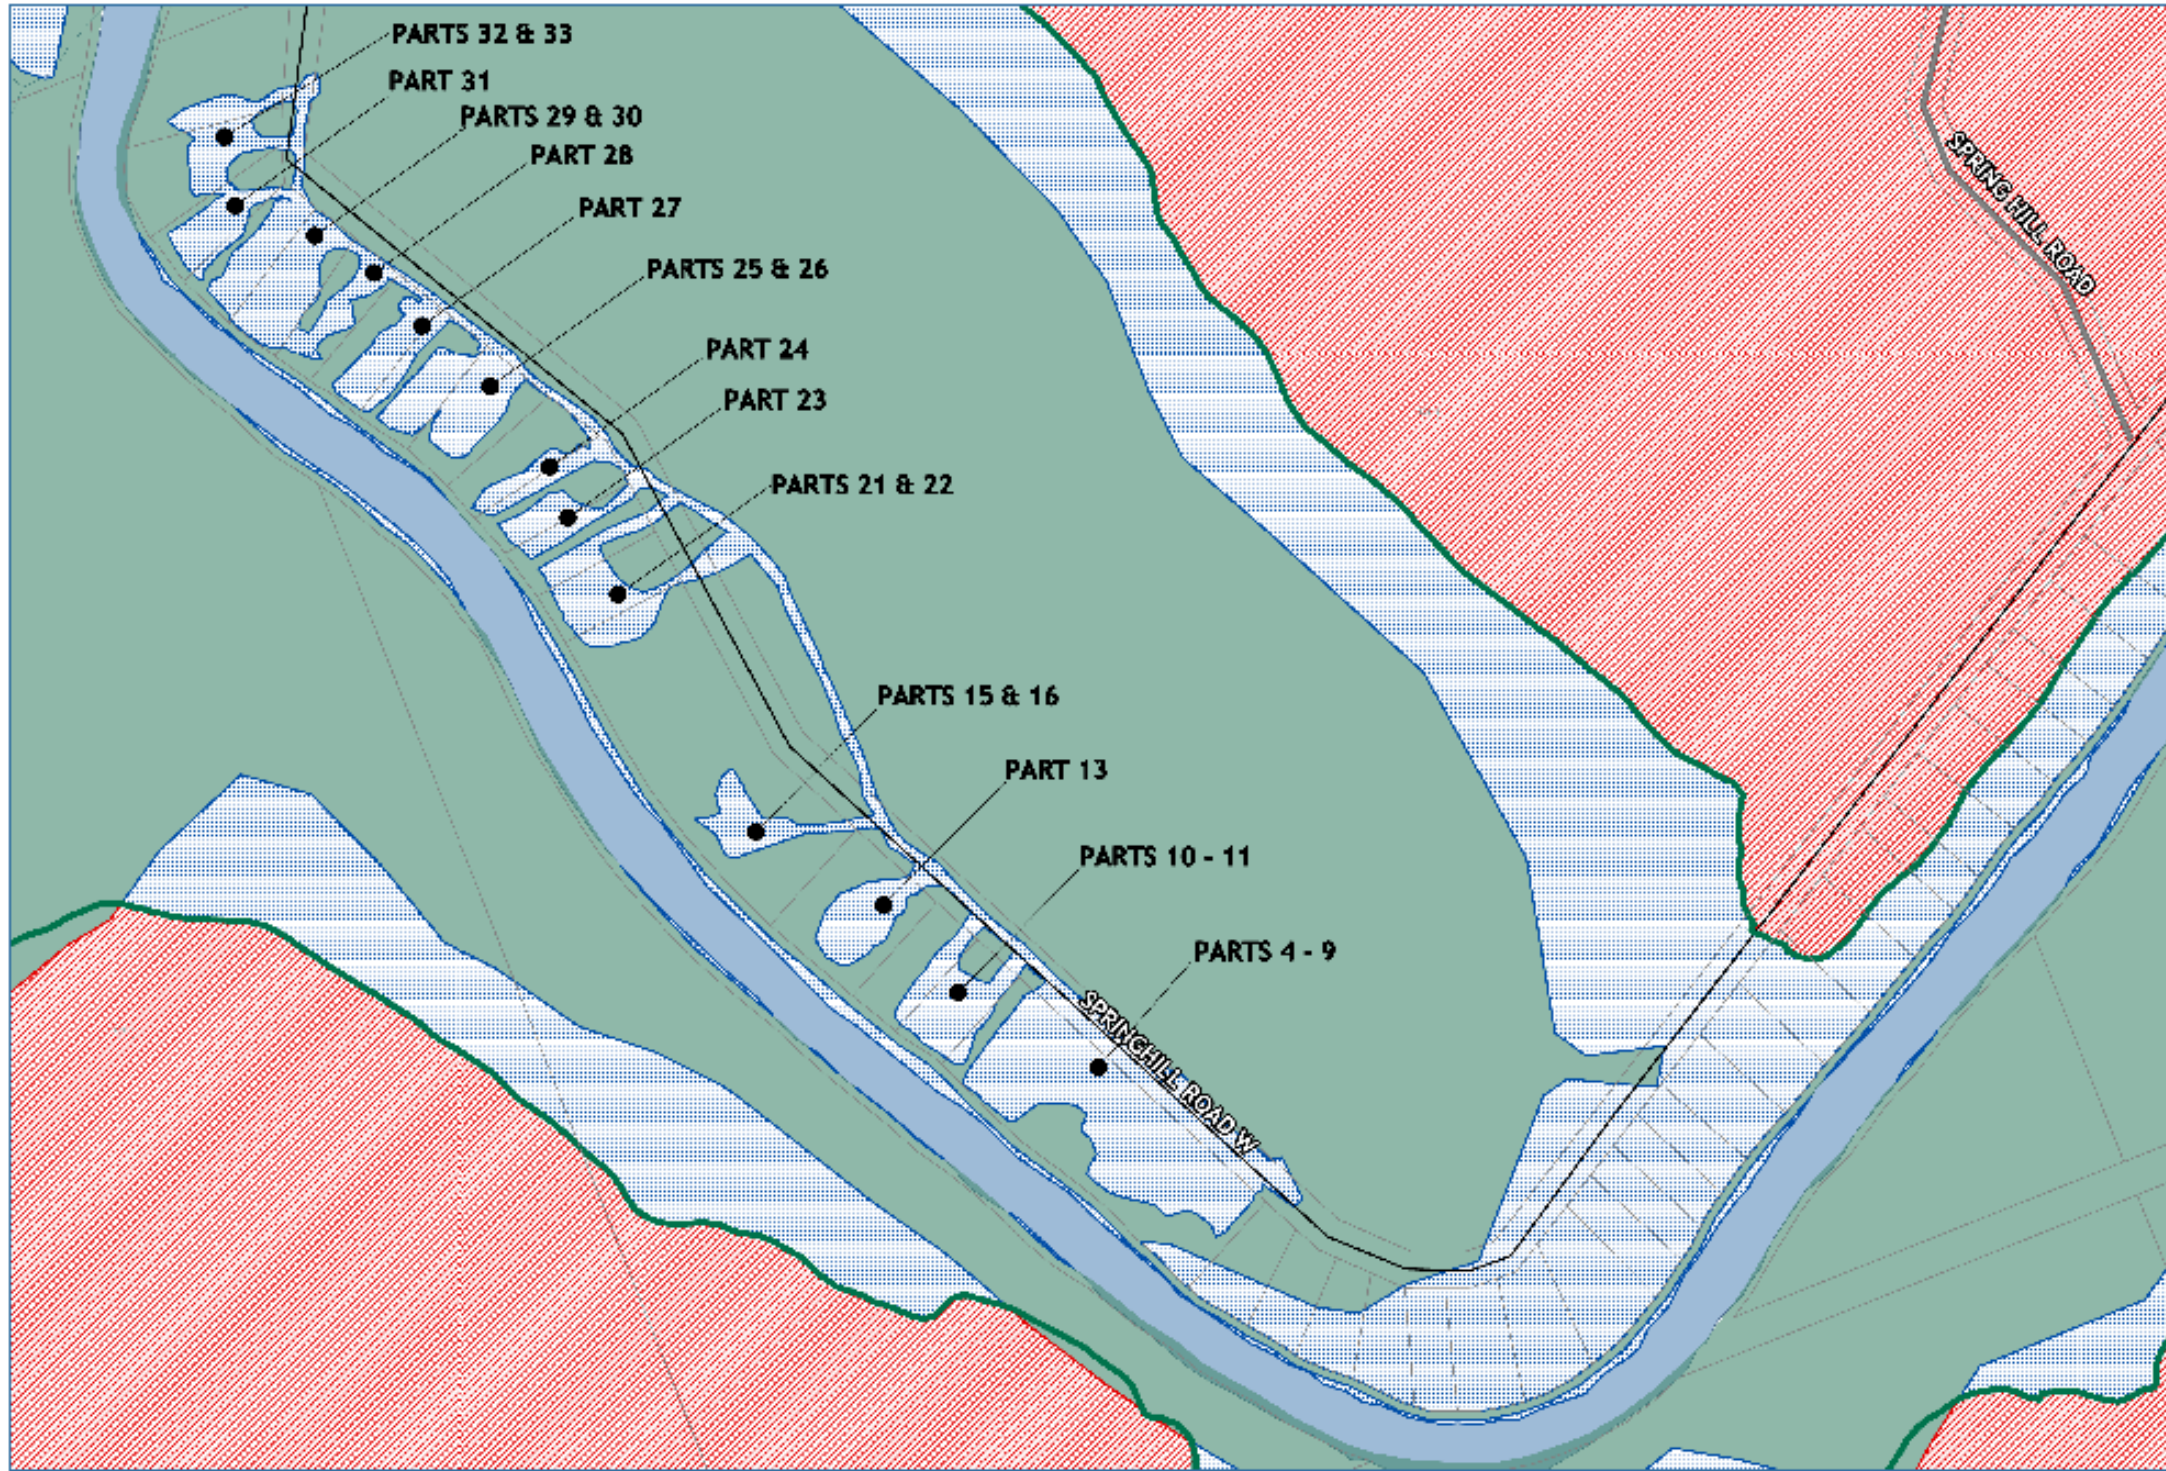 PARTS 32 & 33
PART 31
PARTS 29 & 30
PART 28
SPRING HILL ROAD
PART 27
PARTS 25 & 26
PART 24
PART 23
PARTS 21 & 22
PARTS 15 & 16
PART 13
PARTS 10 - 11
PARTS 4 - 9
SPRINGHILL ROAD W